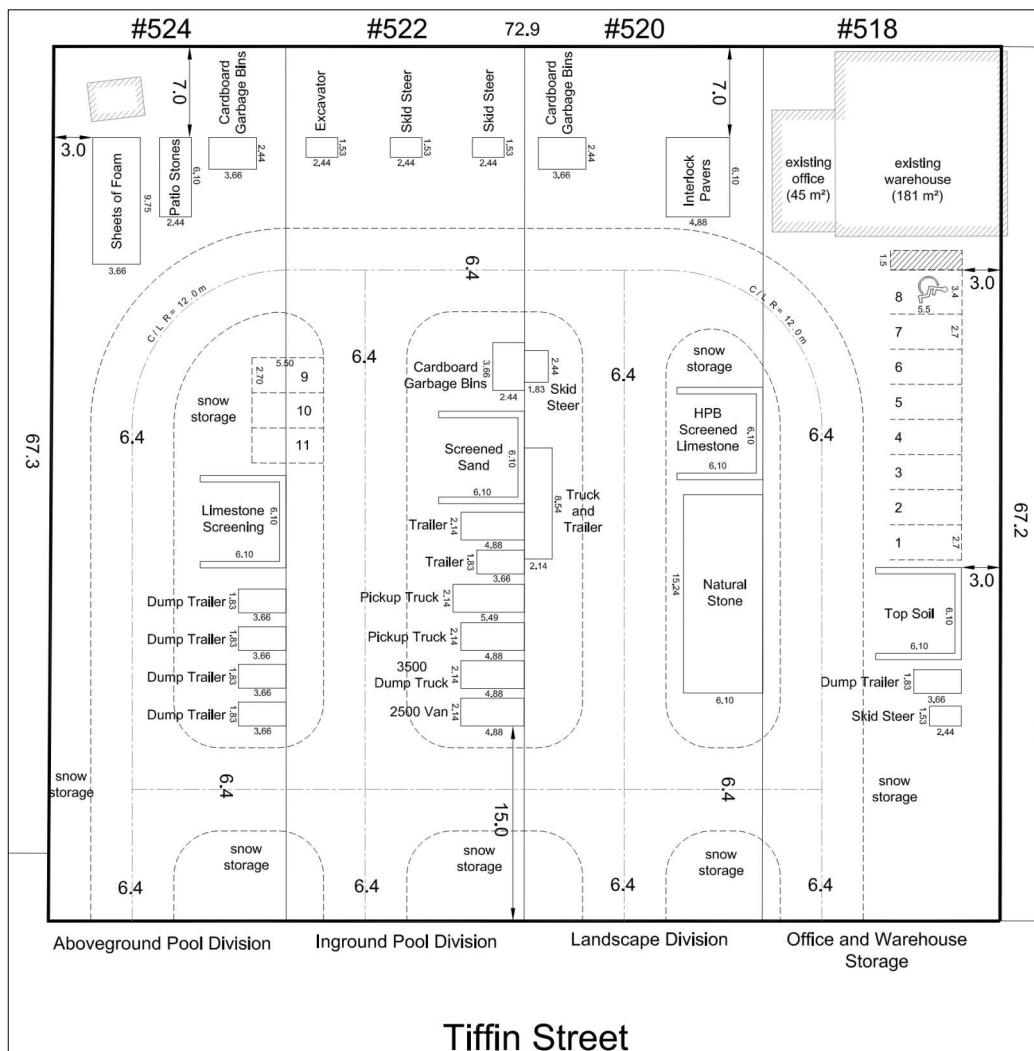 #524
#522
72.9
#520
#518
7.0
Cardboard
Garbage Bins
Excavator
Skid Steer
Skid Steer
Cardboard
Garbage Bins
7.0
3.0
Sheets of Foam
9.75
3.66
Patio Stones
6.10
2.44
2.44
3.66
1.53
2.44
1.53
2.44
1.53
2.44
2.44
3.66
Interlock
Pavers
6.10
4.88
existing
office
(45 m²)
existing
warehouse
(181 m²)
1.5
3.0
C/L R=12.0m
6.4
C/L R=12.0m
8
3.4
5.5
7
2.7
6
5
4
3
2
1
2.7
3.0
6.4
6.4
5.50
2.70
9
10
11
snow
storage
Cardboard
Garbage Bins
3.66
2.44
2.44
1.83
Skid
Steer
snow
storage
HPB
Screened
Limestone
6.10
6.10
6.4
6.4
67.3
67.2
Screened
Sand
6.10
6.10
8.54
Truck
and
Trailer
2.14
Limestone
Screening
6.10
6.10
Trailer
2.14
4.88
Trailer
1.83
3.66
Pickup Truck
2.14
5.49
Pickup Truck
2.14
4.88
3500
Dump Truck
2.14
4.88
2500 Van
2.14
4.88
15.24
Natural
Stone
6.10
Top Soil
6.10
6.10
Dump Trailer
1.83
3.66
Skid Steer
1.53
2.44
Dump Trailer
1.83
3.66
Dump Trailer
1.83
3.66
Dump Trailer
1.83
3.66
Dump Trailer
1.83
3.66
snow
storage
6.4
15.0
6.4
snow
storage
snow
storage
snow
storage
snow
storage
6.4
6.4
6.4
6.4
Aboveground Pool Division
Inground Pool Division
Landscape Division
Office and Warehouse
Storage
Tiffin Street